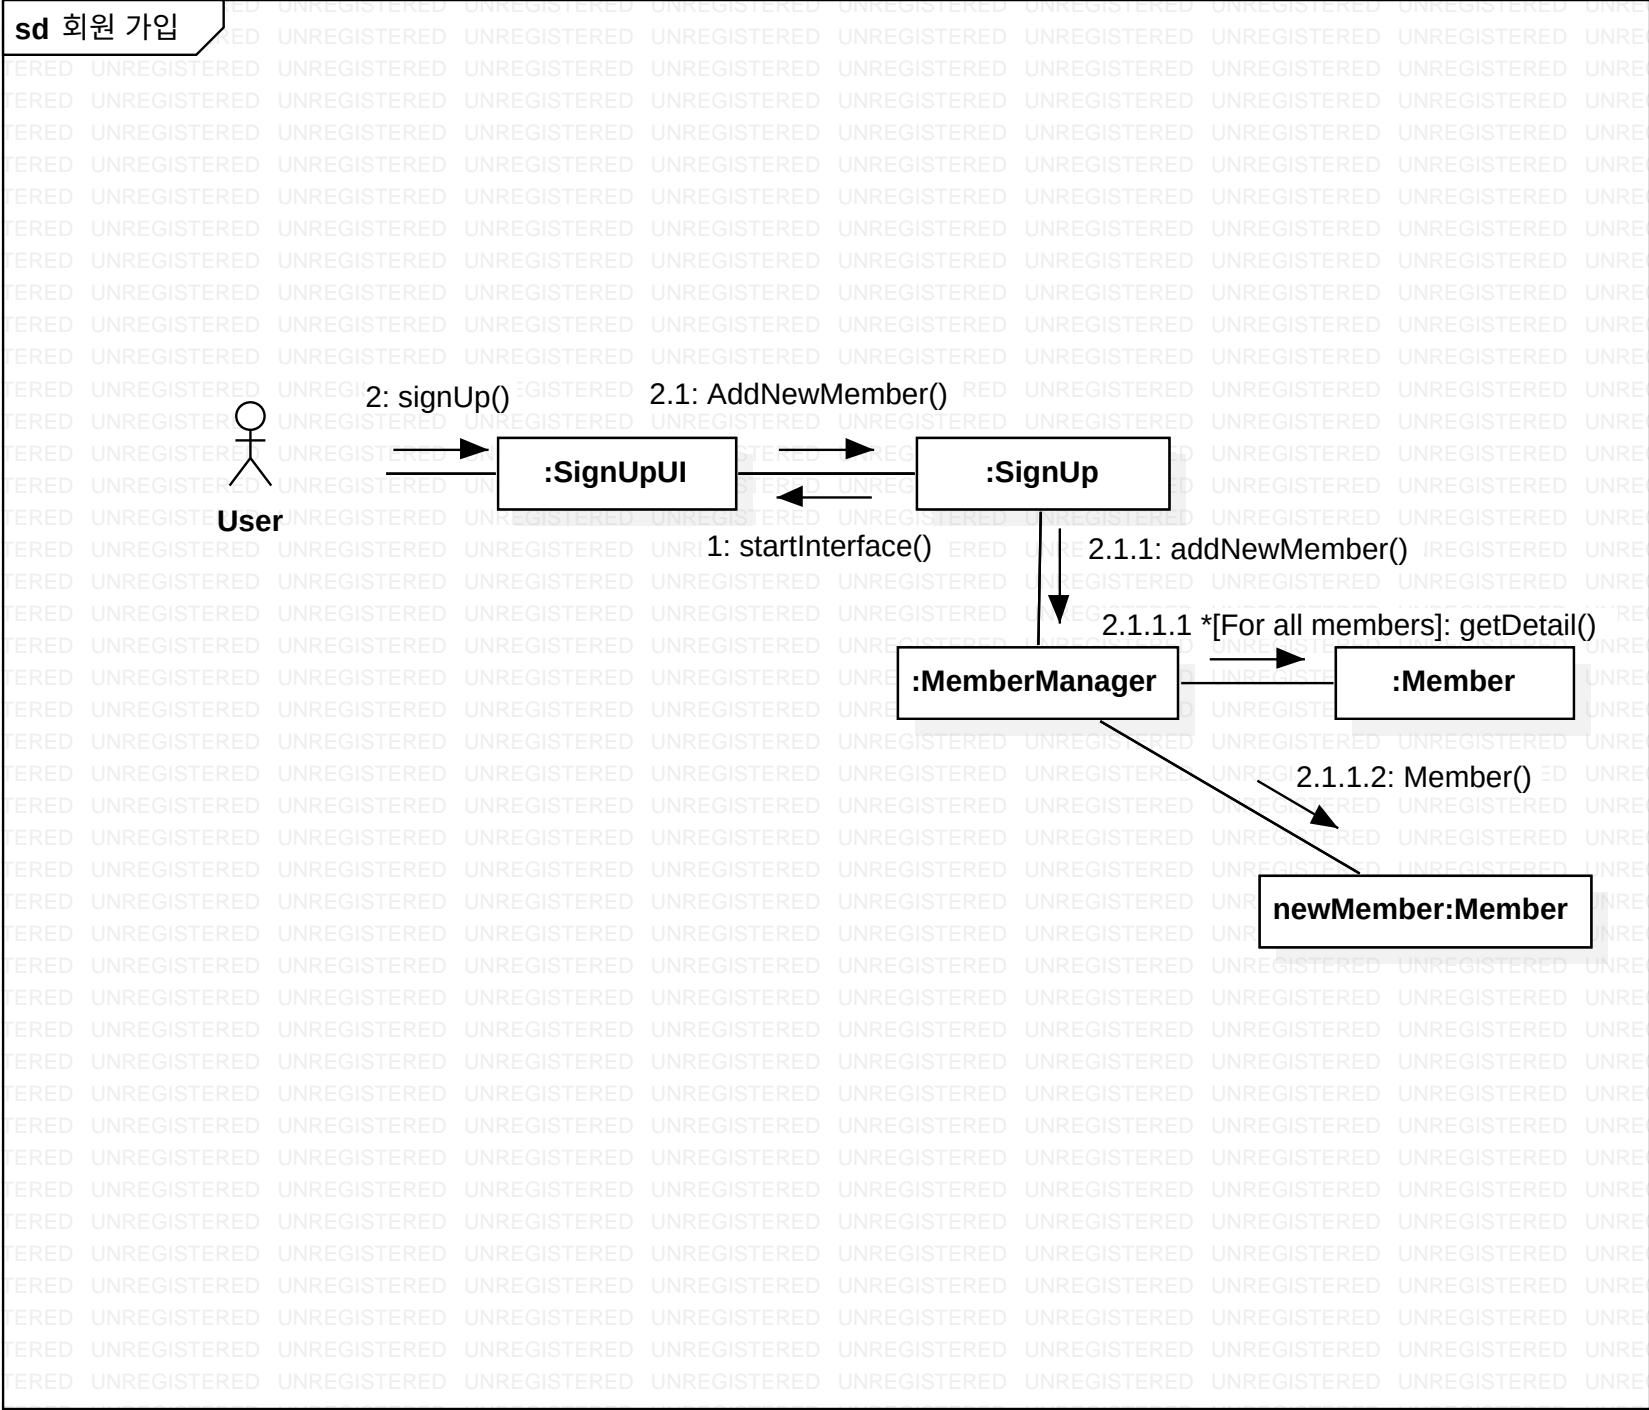 sd 회원 가입
2: signUp()
2.1: AddNewMember()
:SignUpUI
:SignUp
User
1: startInterface()
2.1.1: addNewMember()
2.1.1.1 *[For all members]: getDetail()
:MemberManager
:Member
2.1.1.2: Member()
newMember:Member
UNREGISTERED